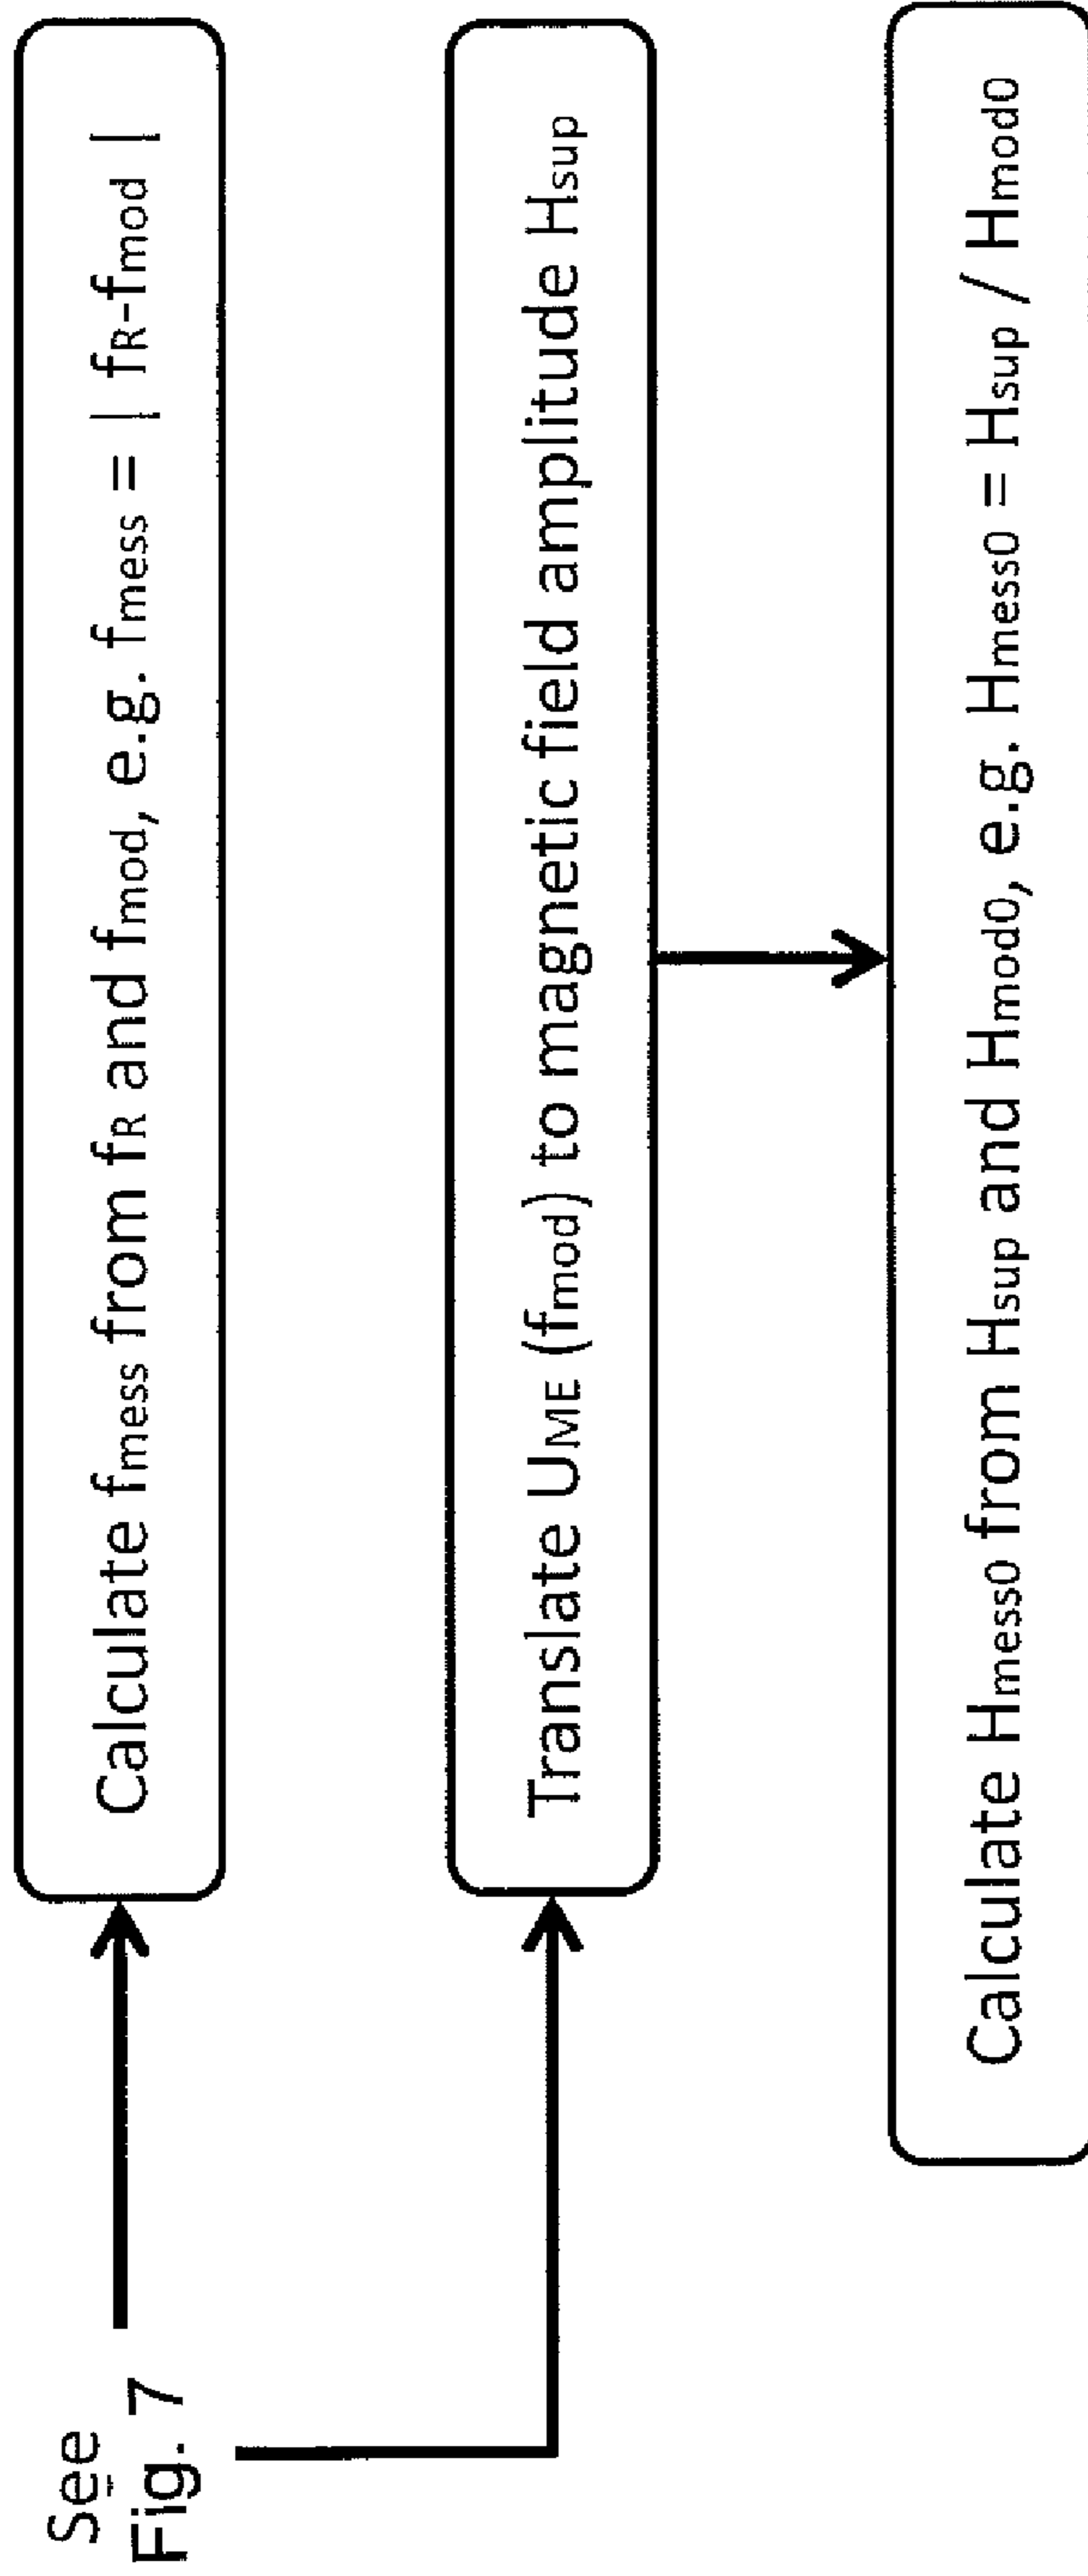 See
Fig. 7
Calculate fmess from fR and fmod, e.g. fmess = | fR-fmod |
Translate UME (fmod) to magnetic field amplitude Hsup
Calculate Hmess0 from Hsup and Hmod0, e.g. Hmess0 = Hsup / Hmod0